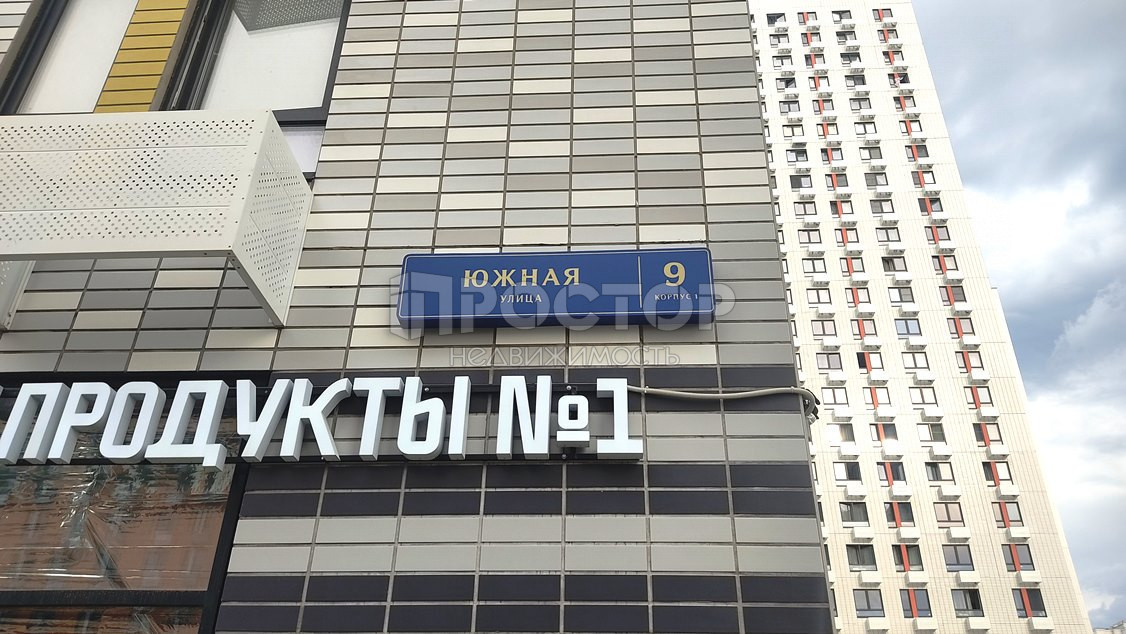 ЮЖНАЯ
УЛИЦА
9
КОРПУС 1
ПРОСТОР
недвижимость
ПРОДУКТЫ №1